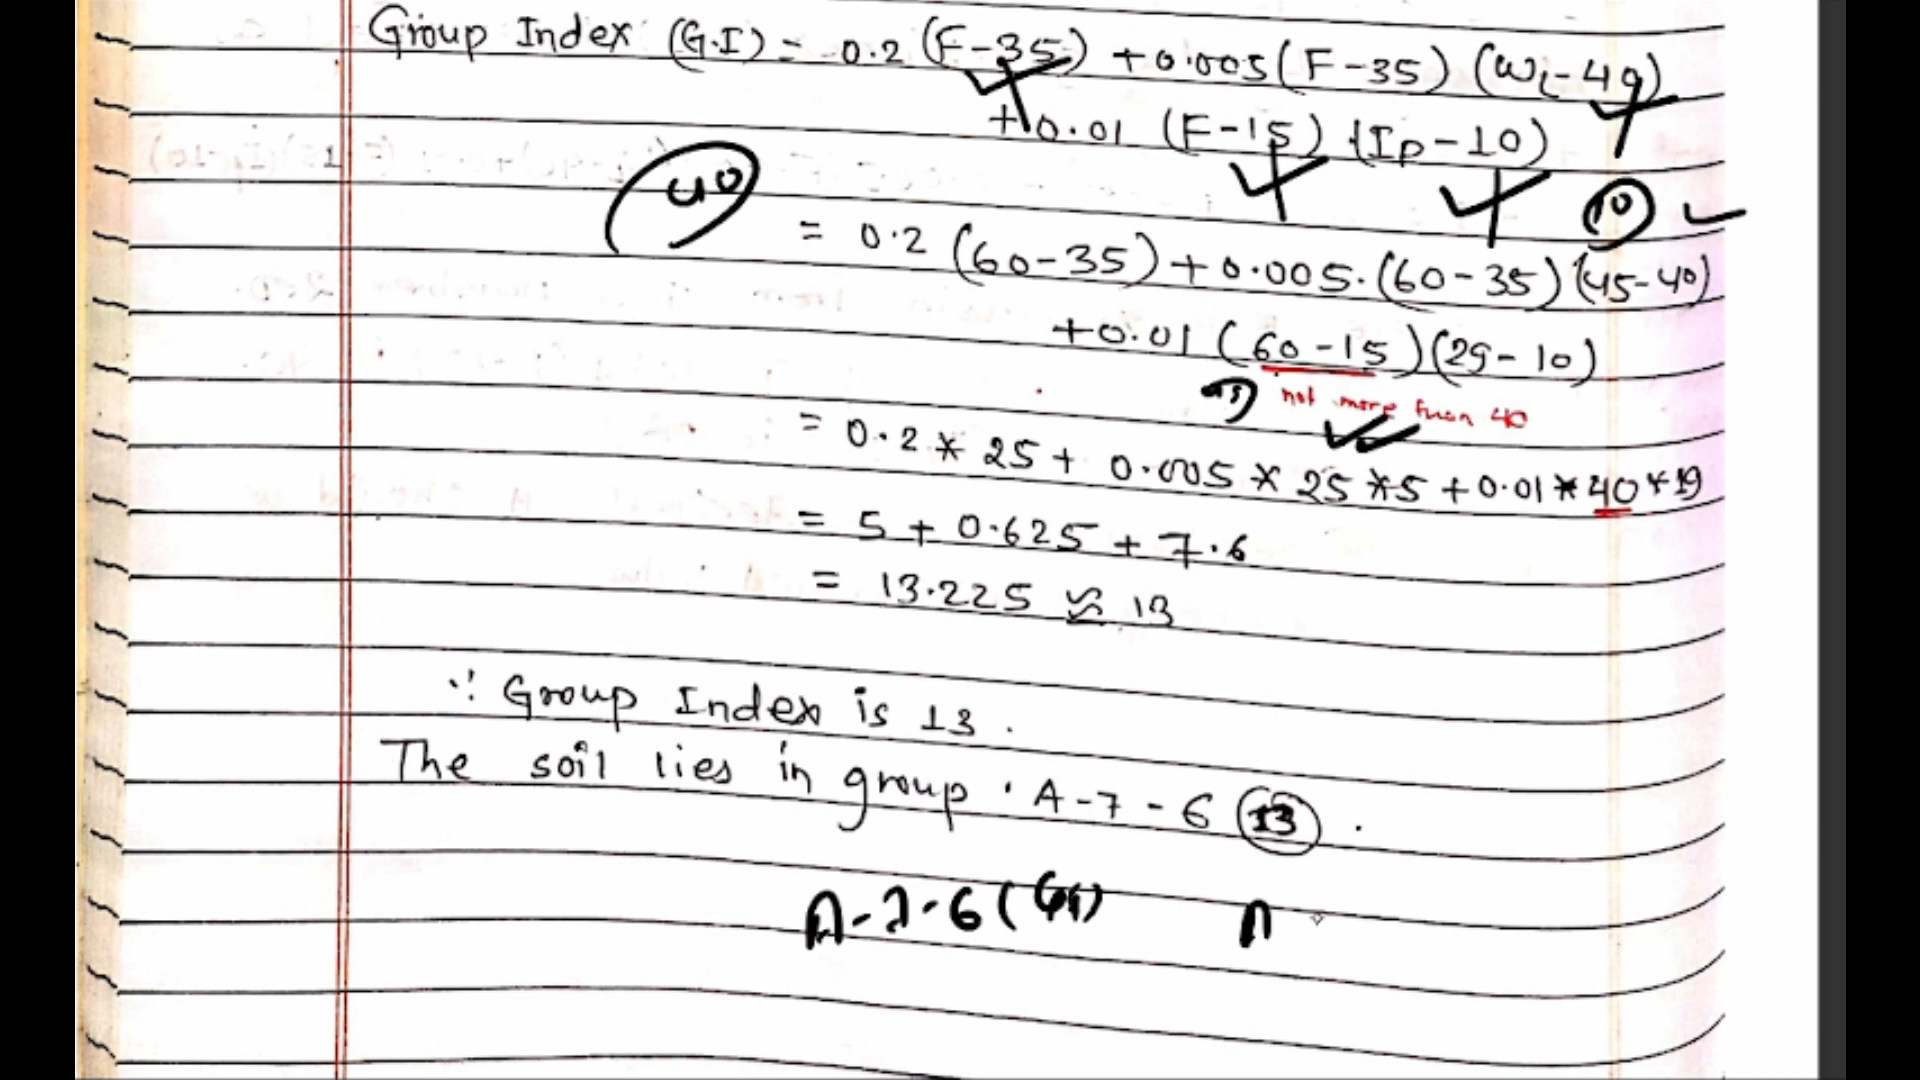 Group Index (G.I) = 0.2 (F-35) + 0.005 (F-35) (WL-40)
+ 0.01 (F-15) (Ip-10)
40
10
= 0.2 (60-35) + 0.005. (60-35) (45-40)
+ 0.01 (60-15) (29-10)
not more than 40
= 0.2 * 25 + 0.005 * 25 * 5 + 0.01 * 40 * 19
= 5 + 0.625 + 7.6
= 13.225 ≈ 13
∵ Group Index is 13.
The soil lies in group. A-7-6 (13).
A-7-6 (GI) A